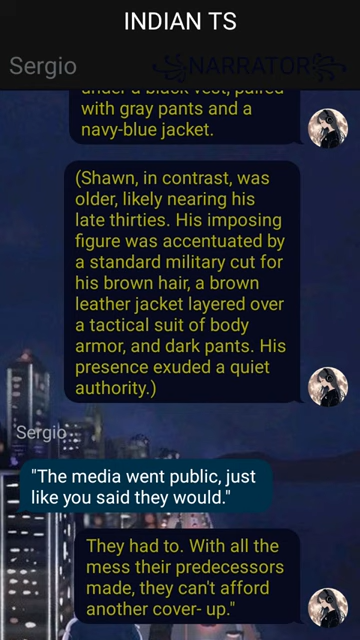 INDIAN TS
Sergio
꧁NARRATOR꧂
under a black vest, paired
with gray pants and a
navy-blue jacket.
(Shawn, in contrast, was
older, likely nearing his
late thirties. His imposing
figure was accentuated by
a standard military cut for
his brown hair, a brown
leather jacket layered over
a tactical suit of body
armor, and dark pants. His
presence exuded a quiet
authority.)
Sergio
"The media went public, just
like you said they would."
They had to. With all the
mess their predecessors
made, they can't afford
another cover- up."